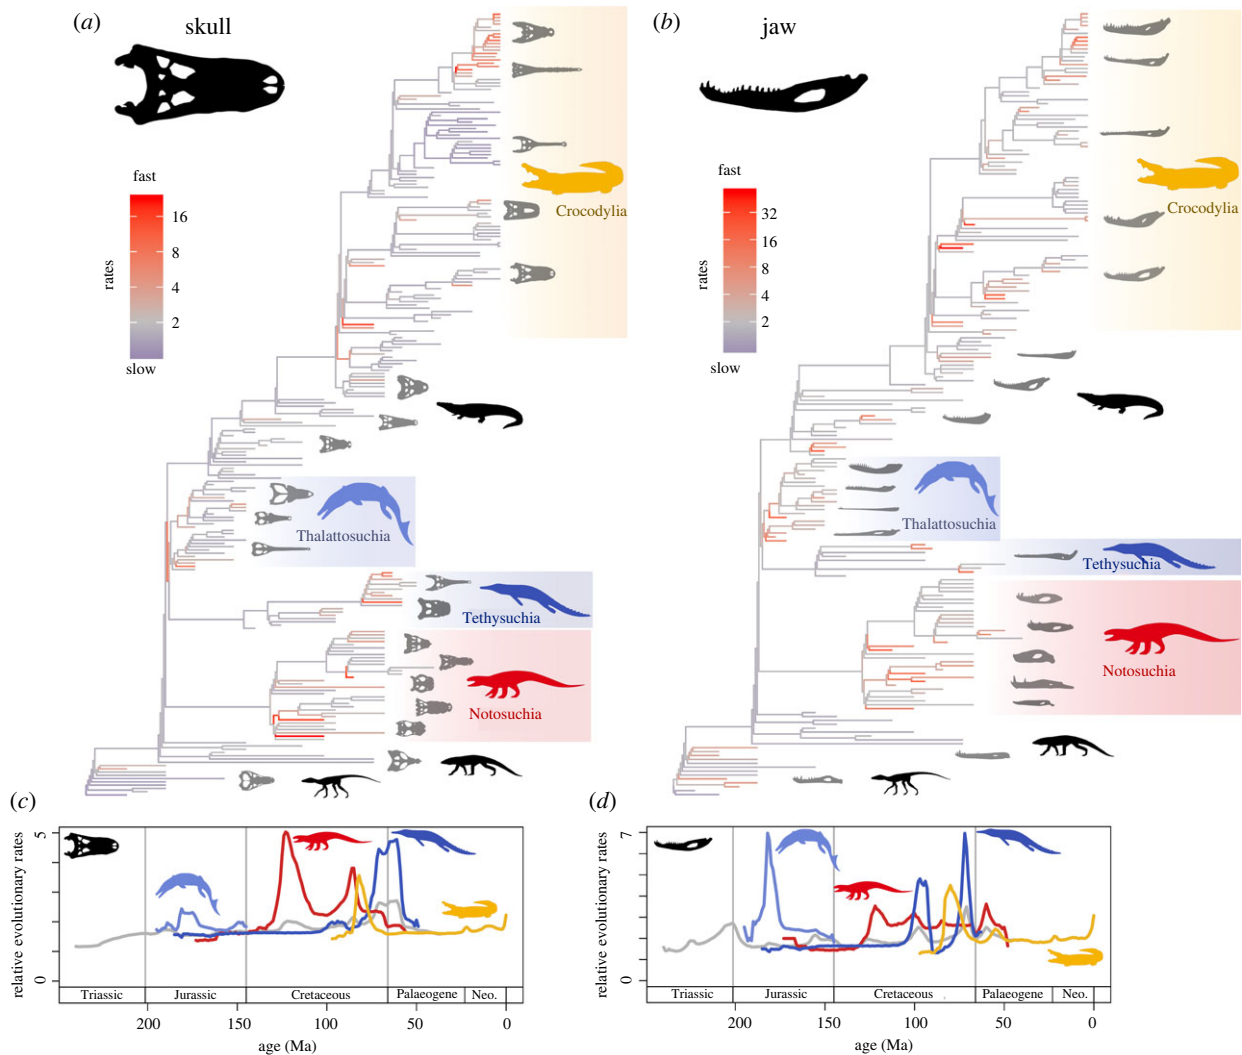 (a)
skull
fast
16
8
4
2
rates
slow
Crocodylia
Thalattosuchia
Tethysuchia
Notosuchia
(b)
jaw
fast
32
16
8
4
2
rates
slow
Crocodylia
Thalattosuchia
Tethysuchia
Notosuchia
(c)
relative evolutionary rates
5
0
Triassic Jurassic Cretaceous Palaeogene Neo.
200 150 100 50 0
age (Ma)
(d)
relative evolutionary rates
7
0
Triassic Jurassic Cretaceous Palaeogene Neo.
200 150 100 50 0
age (Ma)